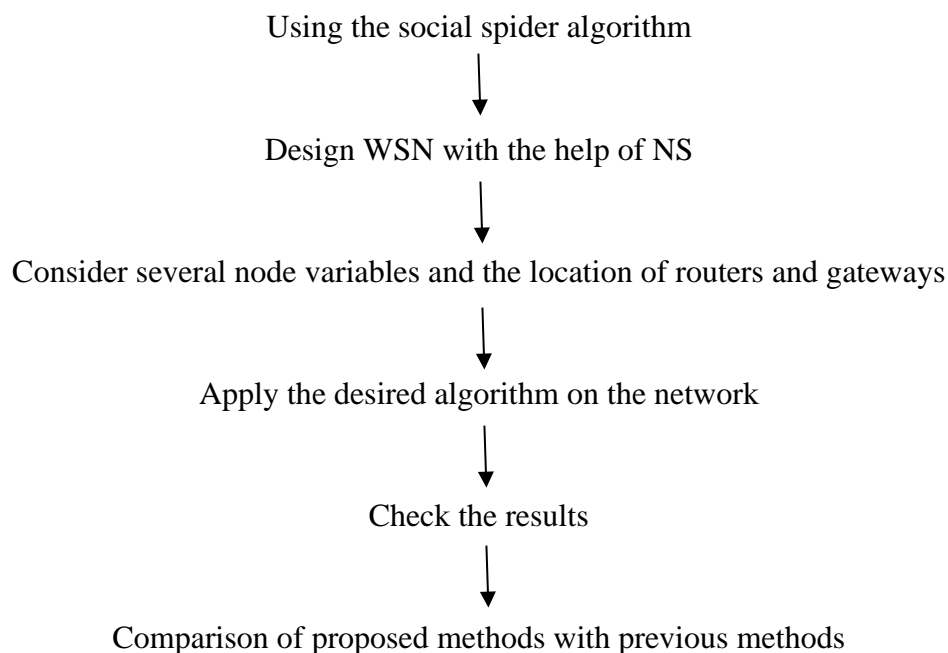 Using the social spider algorithm
Design WSN with the help of NS
Consider several node variables and the location of routers and gateways
Apply the desired algorithm on the network
Check the results
Comparison of proposed methods with previous methods